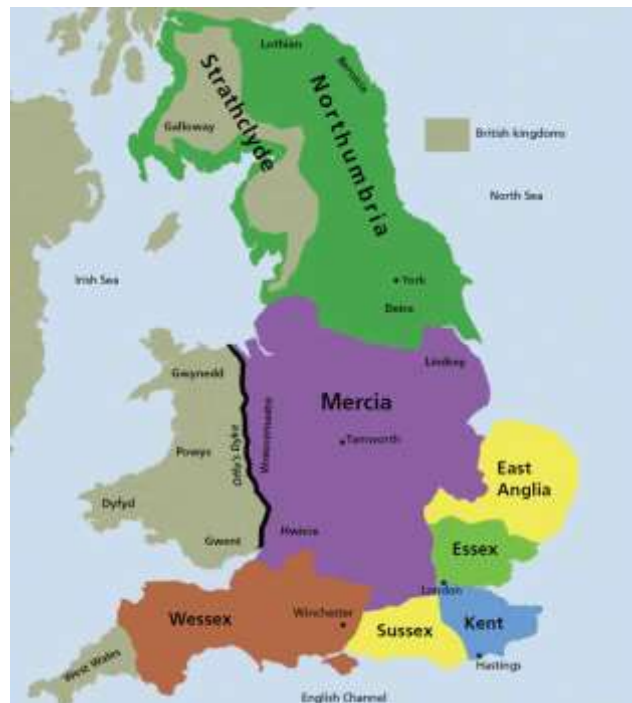 Lothian
Bernicia
Strathclyde
Northumbria
Galloway
British kingdoms
North Sea
Irish Sea
York
Deira
Lindsey
Gwynedd
Mercia
Tamworth
Offa's Dyke
Powys
East
Anglia
Dyfyd
Gwent
Hwicce
Essex
London
Wessex
Winchester
Sussex
Kent
Hastings
West Wales
English Channel